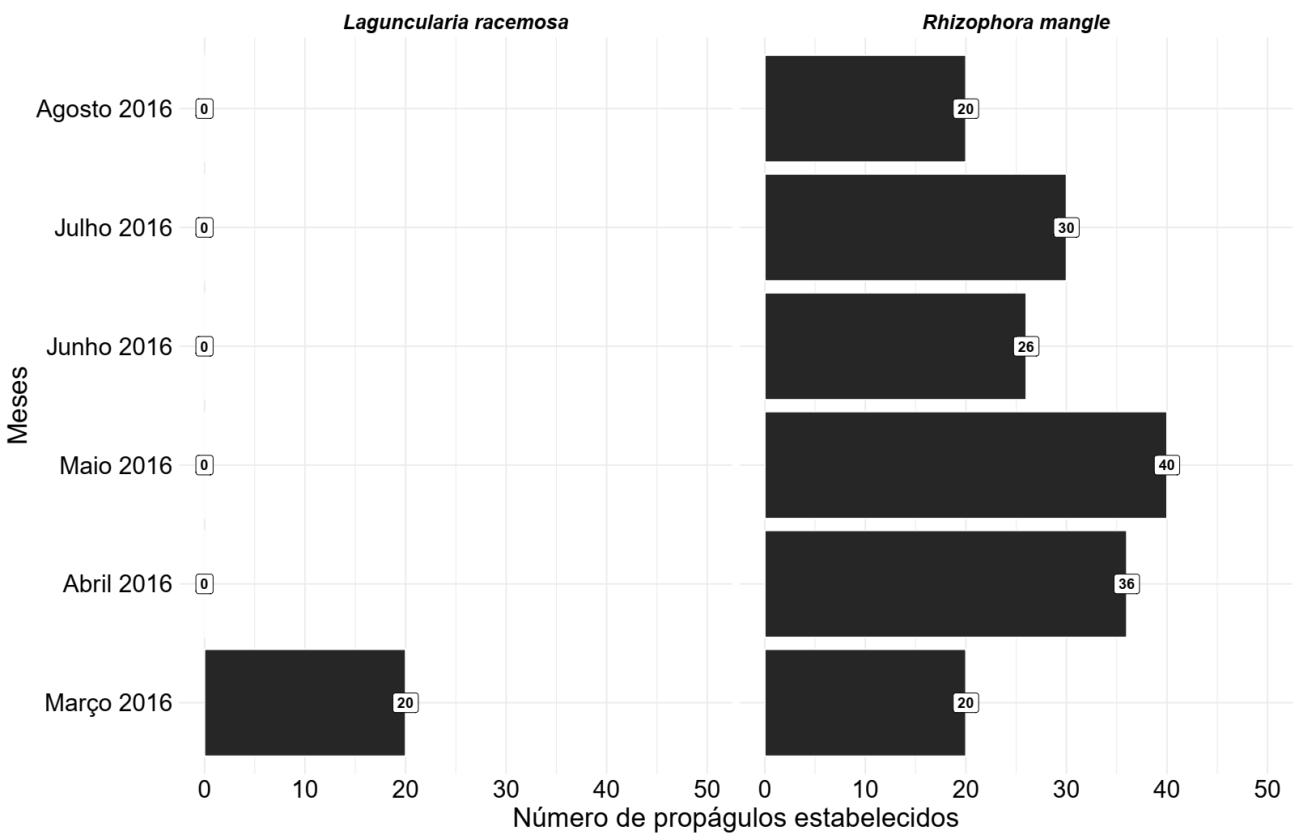 Laguncularia racemosa Rhizophora mangle
Agosto 2016 0 20
Julho 2016 0 30
Junho 2016 0 26
Meses
Maio 2016 0 40
Abril 2016 0 36
Março 2016 20 20
0 10 20 30 40 50 0 10 20 30 40 50
Número de propágulos estabelecidos